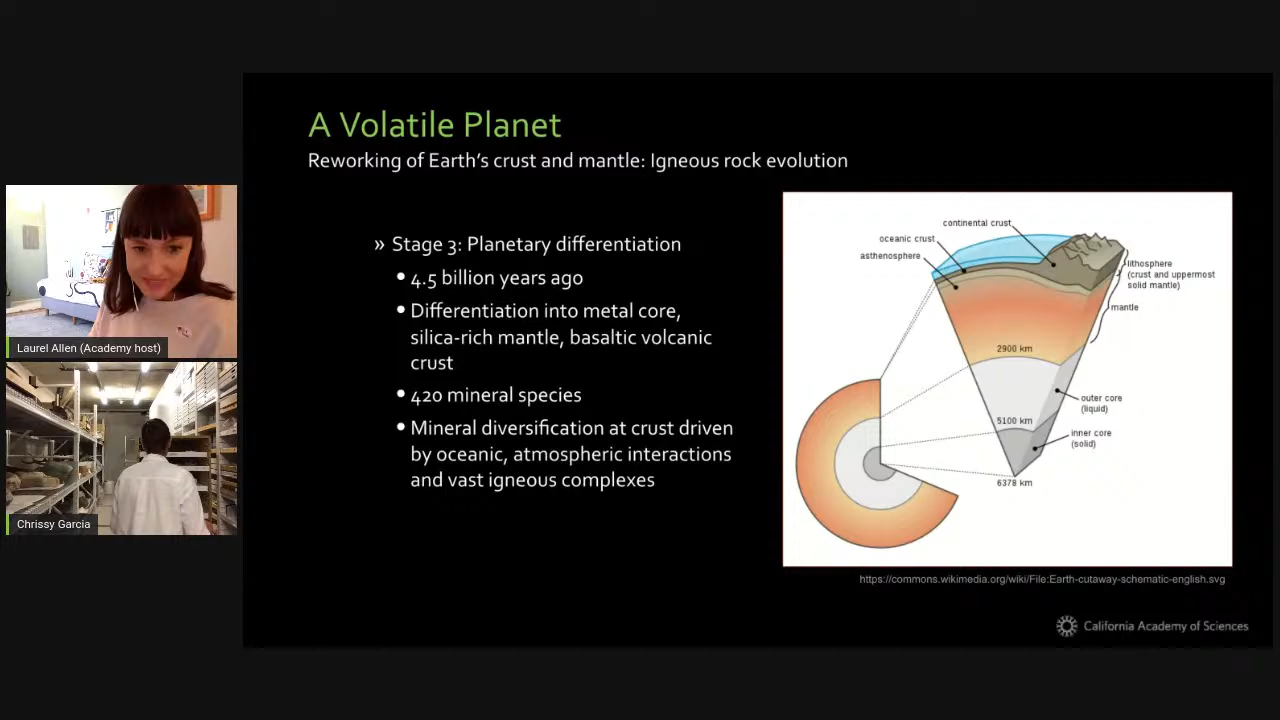 A Volatile Planet
Reworking of Earth's crust and mantle: Igneous rock evolution
» Stage 3: Planetary differentiation
• 4.5 billion years ago
• Differentiation into metal core,
silica-rich mantle, basaltic volcanic
crust
• 420 mineral species
• Mineral diversification at crust driven
by oceanic, atmospheric interactions
and vast igneous complexes
continental crust
oceanic crust
asthenosphere
lithosphere
(crust and uppermost
solid mantle)
mantle
2900 km
outer core
(liquid)
5100 km
inner core
(solid)
6378 km
https://commons.wikimedia.org/wiki/File:Earth-cutaway-schematic-english.svg
California Academy of Sciences
Laurel Allen (Academy host)
Chrissy Garcia